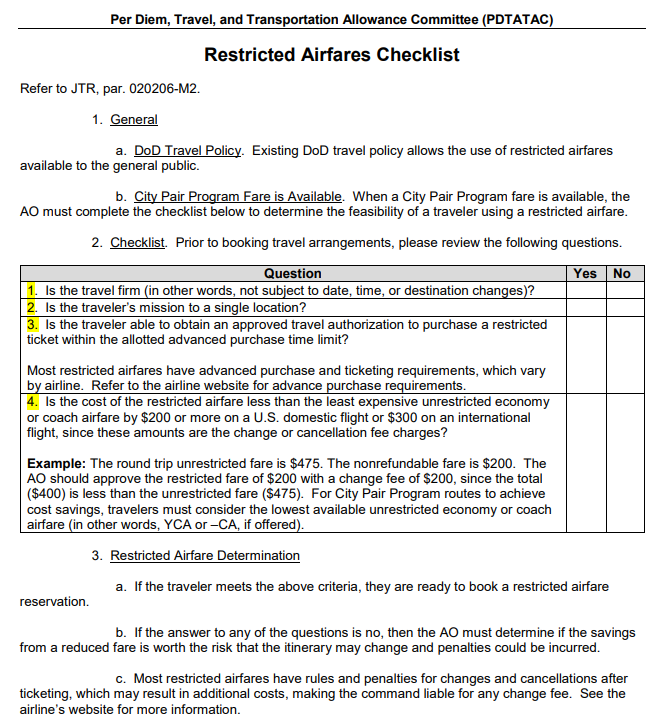 Per Diem, Travel, and Transportation Allowance Committee (PDTATAC)
Restricted Airfares Checklist
Refer to JTR, par. 020206-M2.
1. General
a. DoD Travel Policy. Existing DoD travel policy allows the use of restricted airfares
available to the general public.
b. City Pair Program Fare is Available. When a City Pair Program fare is available, the
AO must complete the checklist below to determine the feasibility of a traveler using a restricted airfare.
2. Checklist. Prior to booking travel arrangements, please review the following questions.
Question Yes No
1. Is the travel firm (in other words, not subject to date, time, or destination changes)?
2. Is the traveler’s mission to a single location?
3. Is the traveler able to obtain an approved travel authorization to purchase a restricted
ticket within the allotted advanced purchase time limit?
Most restricted airfares have advanced purchase and ticketing requirements, which vary
by airline. Refer to the airline website for advance purchase requirements.
4. Is the cost of the restricted airfare less than the least expensive unrestricted economy
or coach airfare by $200 or more on a U.S. domestic flight or $300 on an international
flight, since these amounts are the change or cancellation fee charges?
Example: The round trip unrestricted fare is $475. The nonrefundable fare is $200. The
AO should approve the restricted fare of $200 with a change fee of $200, since the total
($400) is less than the unrestricted fare ($475). For City Pair Program routes to achieve
cost savings, travelers must consider the lowest available unrestricted economy or coach
airfare (in other words, YCA or –CA, if offered).
3. Restricted Airfare Determination
a. If the traveler meets the above criteria, they are ready to book a restricted airfare
reservation.
b. If the answer to any of the questions is no, then the AO must determine if the savings
from a reduced fare is worth the risk that the itinerary may change and penalties could be incurred.
c. Most restricted airfares have rules and penalties for changes and cancellations after
ticketing, which may result in additional costs, making the command liable for any change fee. See the
airline’s website for more information.